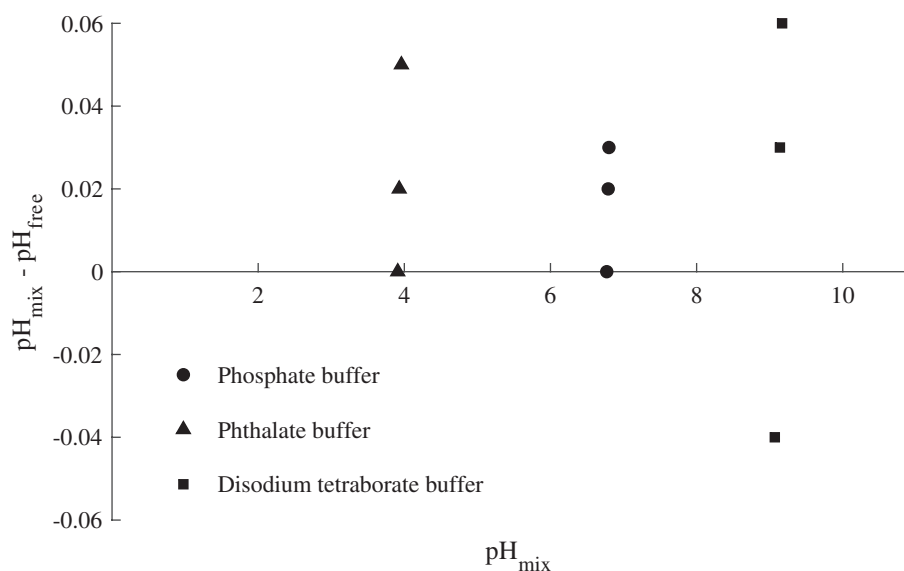 0.06
0.04
0.02
0
-0.02
-0.04
-0.06
pH_mix - pH_free
2
4
6
8
10
Phosphate buffer
Phthalate buffer
Disodium tetraborate buffer
pH_mix